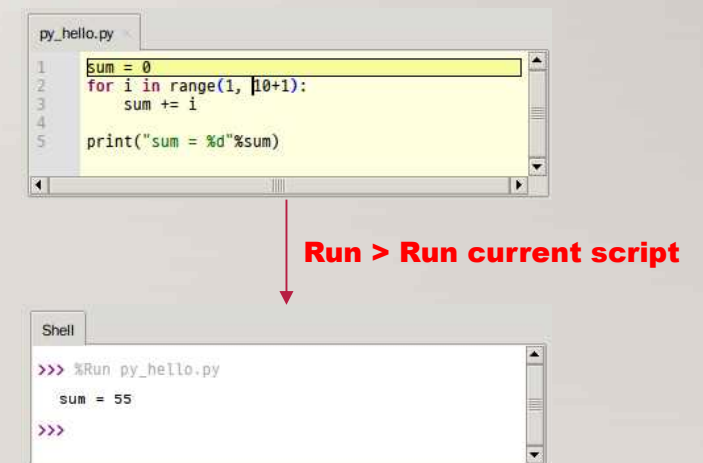 py_hello.py ×
1 sum = 0
2 for i in range(1, 10+1):
3     sum += i
4
5 print("sum = %d"%sum)
Run > Run current script
Shell
>>> %Run py_hello.py
sum = 55
>>>